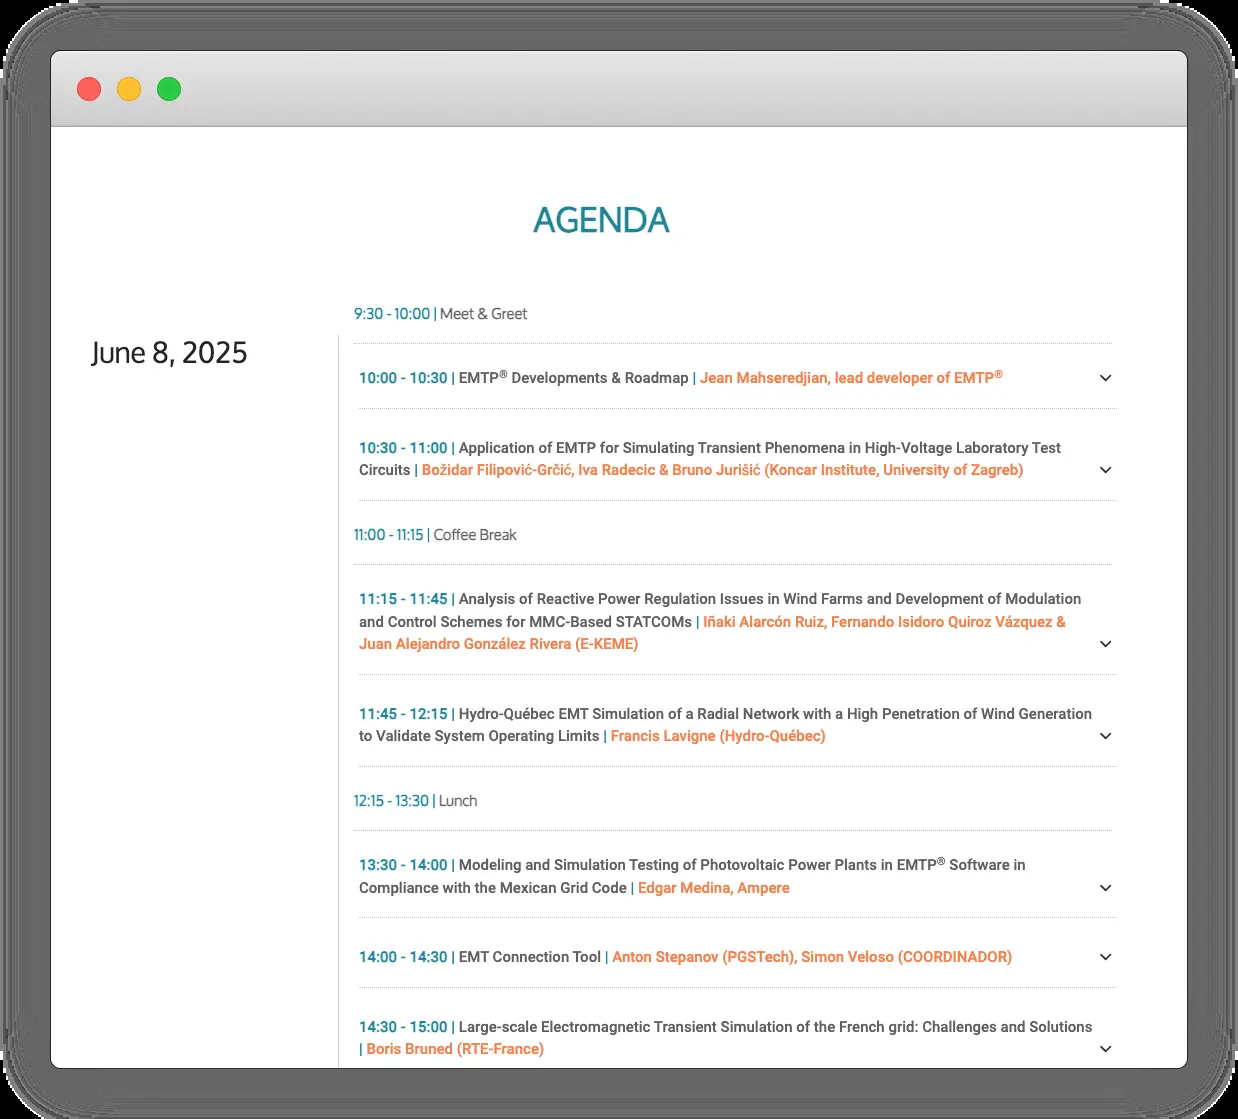 AGENDA
June 8, 2025
9:30 - 10:00 | Meet & Greet
10:00 - 10:30 | EMTP® Developments & Roadmap | Jean Mahseredjian, lead developer of EMTP®
10:30 - 11:00 | Application of EMTP for Simulating Transient Phenomena in High-Voltage Laboratory Test
Circuits | Božidar Filipović-Grčić, Iva Radecic & Bruno Jurišić (Koncar Institute, University of Zagreb)
11:00 - 11:15 | Coffee Break
11:15 - 11:45 | Analysis of Reactive Power Regulation Issues in Wind Farms and Development of Modulation
and Control Schemes for MMC-Based STATCOMs | Iñaki Alarcón Ruiz, Fernando Isidoro Quiroz Vázquez &
Juan Alejandro González Rivera (E-KEME)
11:45 - 12:15 | Hydro-Québec EMT Simulation of a Radial Network with a High Penetration of Wind Generation
to Validate System Operating Limits | Francis Lavigne (Hydro-Québec)
12:15 - 13:30 | Lunch
13:30 - 14:00 | Modeling and Simulation Testing of Photovoltaic Power Plants in EMTP® Software in
Compliance with the Mexican Grid Code | Edgar Medina, Ampere
14:00 - 14:30 | EMT Connection Tool | Anton Stepanov (PGSTech), Simon Veloso (COORDINADOR)
14:30 - 15:00 | Large-scale Electromagnetic Transient Simulation of the French grid: Challenges and Solutions
| Boris Bruned (RTE-France)